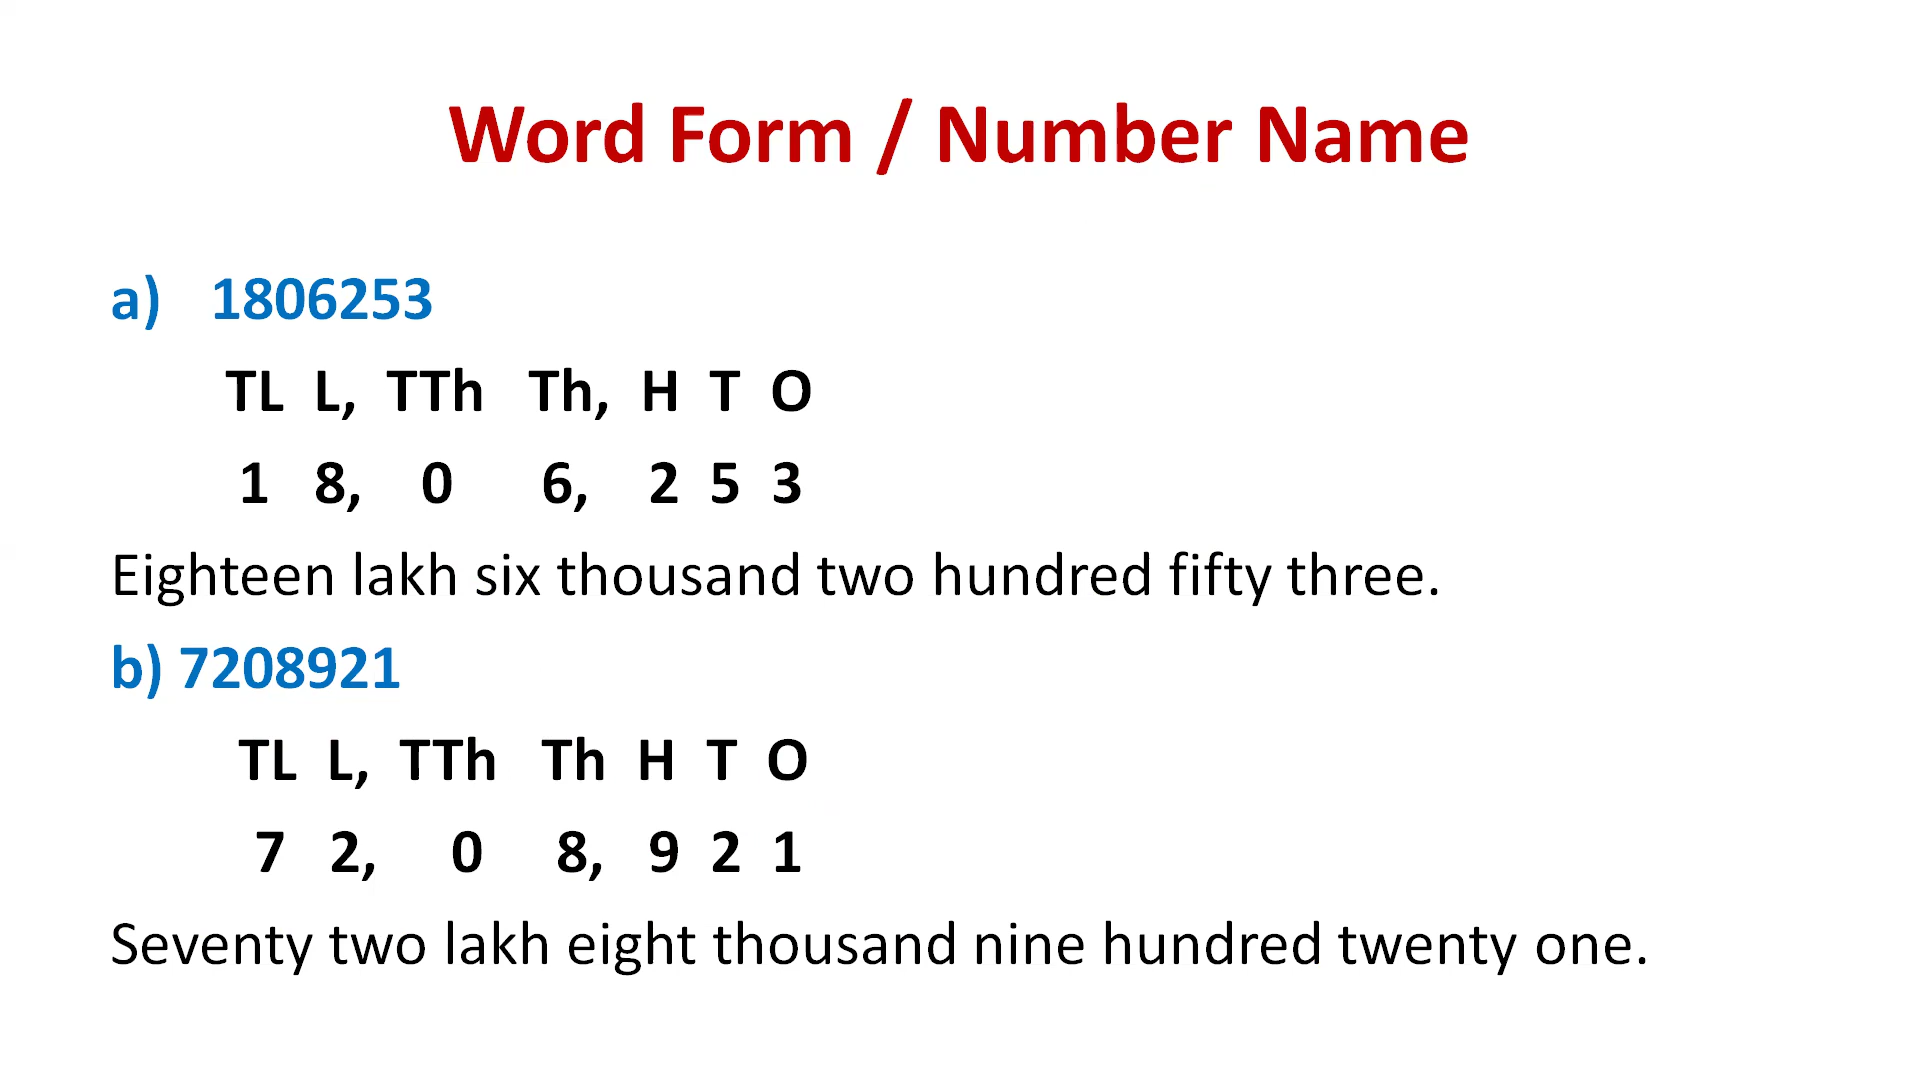 Word Form / Number Name
a) 1806253
TL L, TTh Th, H T O
1 8, 0 6, 2 5 3
Eighteen lakh six thousand two hundred fifty three.
b) 7208921
TL L, TTh Th H T O
7 2, 0 8, 9 2 1
Seventy two lakh eight thousand nine hundred twenty one.